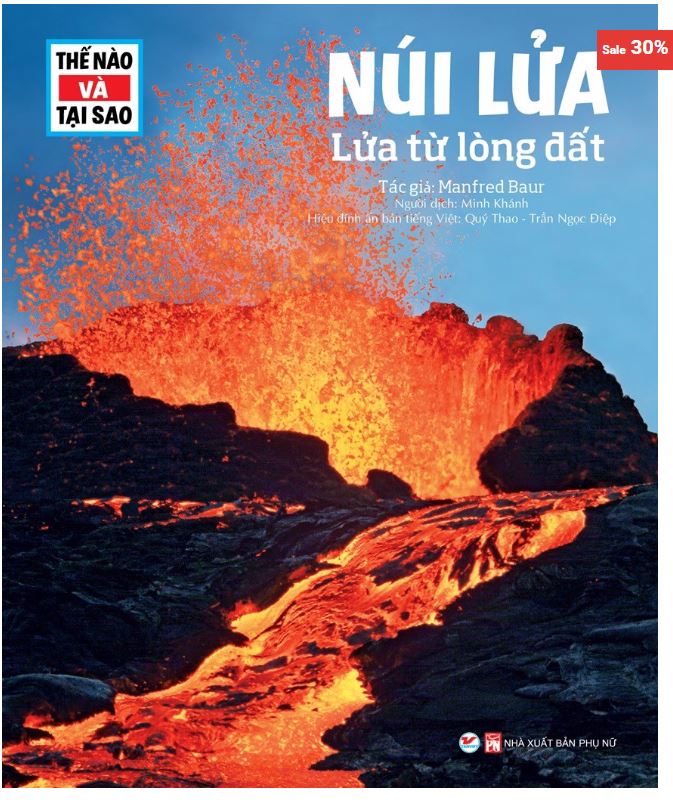 THẾ NÀO
VÀ
TẠI SAO
Sale 30%
NÚI LỬA
Lửa từ lòng đất
Tác giả: Manfred Baur
Người dịch: Minh Khánh
Hiệu đính ấn bản tiếng Việt: Quý Thao - Trần Ngọc Điệp
PN NHÀ XUẤT BẢN PHỤ NỮ